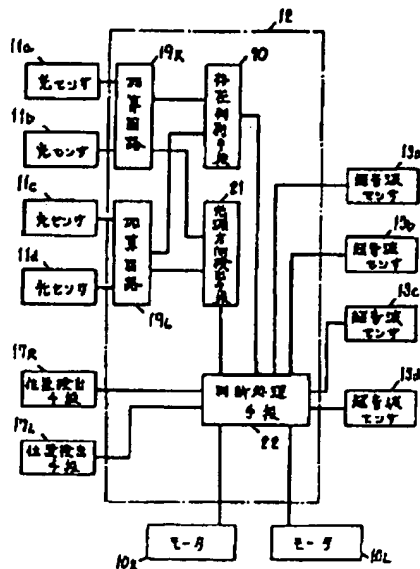 12
11a
光センサ
11b
光センサ
11c
光センサ
11d
光センサ
19R
算回路
19L
算回路
90
判別手段
21
光源方向検出手段
13a
超音波
センサ
13b
超音波
センサ
13c
超音波
センサ
13d
超音波
センサ
17R
位置検出
手段
17L
位置検出
手段
判断処理
手段
22
モータ
10R
モータ
10L